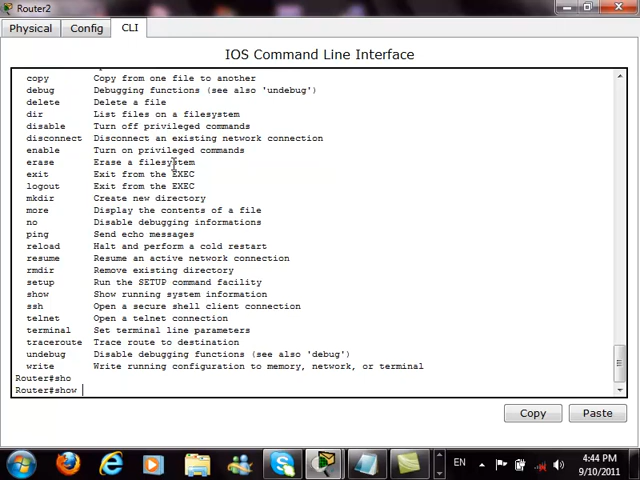 Router2
Physical Config CLI
IOS Command Line Interface
copy Copy from one file to another
debug Debugging functions (see also 'undebug')
delete Delete a file
dir List files on a filesystem
disable Turn off privileged commands
disconnect Disconnect an existing network connection
enable Turn on privileged commands
erase Erase a filesystem
exit Exit from the EXEC
logout Exit from the EXEC
mkdir Create new directory
more Display the contents of a file
no Disable debugging informations
ping Send echo messages
reload Halt and perform a cold restart
resume Resume an active network connection
rmdir Remove existing directory
setup Run the SETUP command facility
show Show running system information
ssh Open a secure shell client connection
telnet Open a telnet connection
terminal Set terminal line parameters
traceroute Trace route to destination
undebug Disable debugging functions (see also 'debug')
write Write running configuration to memory, network, or terminal
Router#sho
Router#show
Copy Paste
EN
4:44 PM
9/10/2011